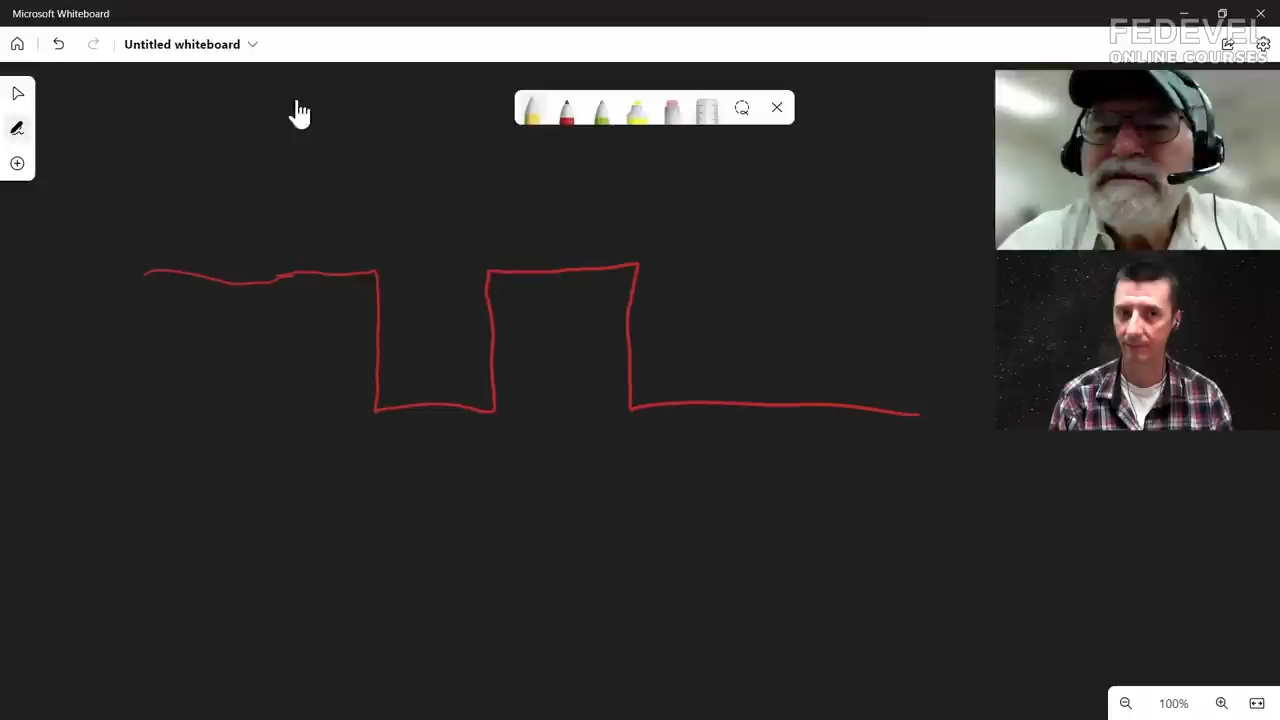 Microsoft Whiteboard
Untitled whiteboard
FEDEVEL
ONLINE COURSES
100%